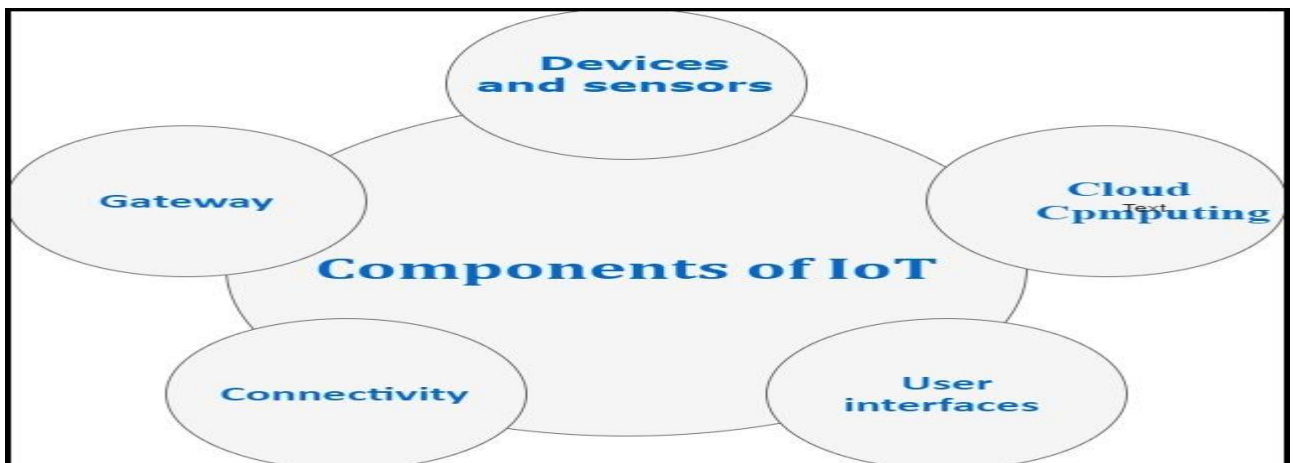 Devices
and sensors
Gateway
Cloud
Cpmputing
Text
Components of IoT
Connectivity
User
interfaces